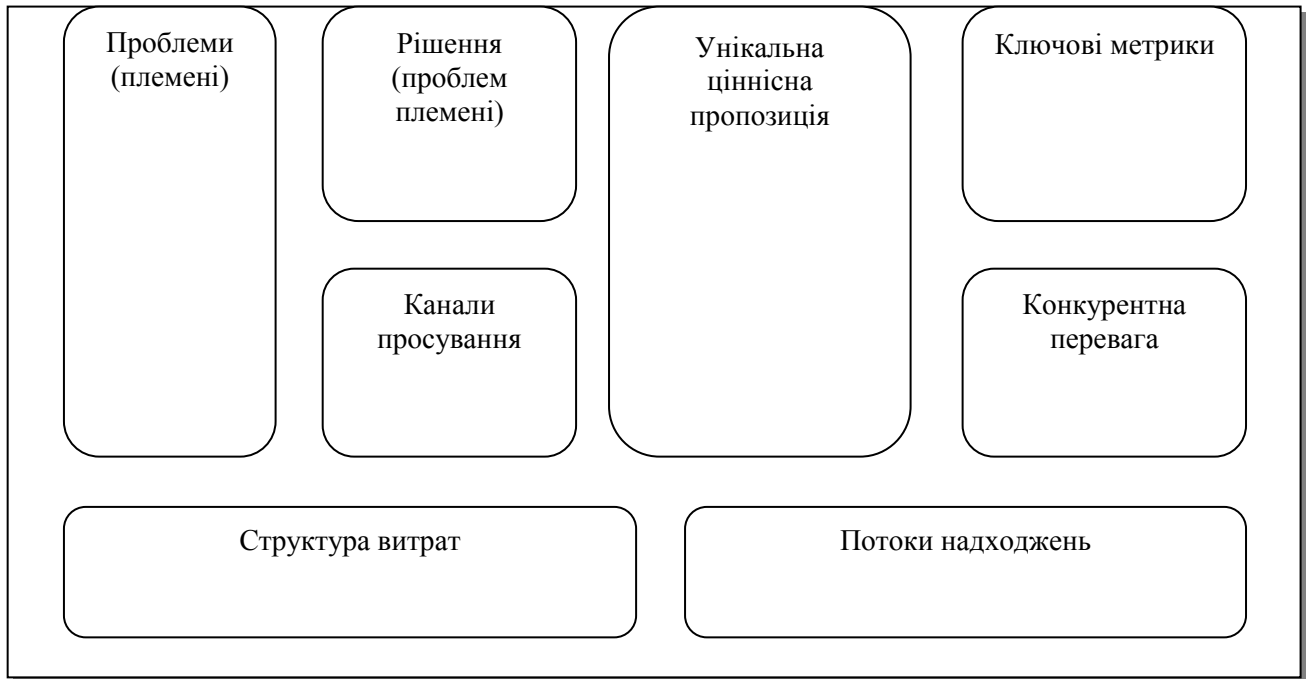 Проблеми
(племені)
Рішення
(проблем
племені)
Унікальна
ціннісна
пропозиція
Ключові метрики
Канали
просування
Конкурентна
перевага
Структура витрат
Потоки надходжень